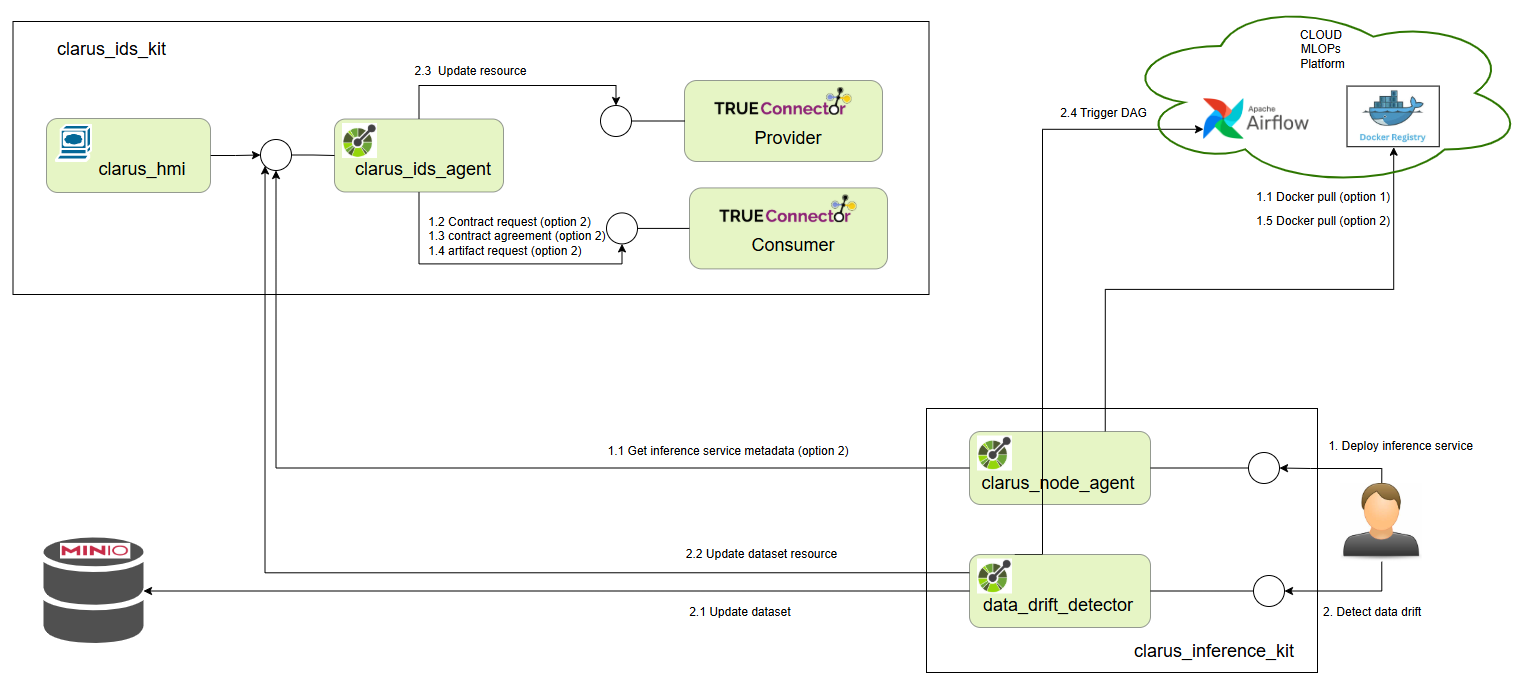 clarus_ids_kit
2.3 Update resource
clarus_hmi
clarus_ids_agent
TRUEConnector
Provider
TRUEConnector
Consumer
1.2 Contract request (option 2)
1.3 contract agreement (option 2)
1.4 artifact request (option 2)
CLOUD
MLOPs
Platform
2.4 Trigger DAG
Apache
Airflow
Docker Registry
1.1 Docker pull (option 1)
1.5 Docker pull (option 2)
1.1 Get inference service metadata (option 2)
clarus_node_agent
1. Deploy inference service
MINIO
2.2 Update dataset resource
2.1 Update dataset
data_drift_detector
2. Detect data drift
clarus_inference_kit